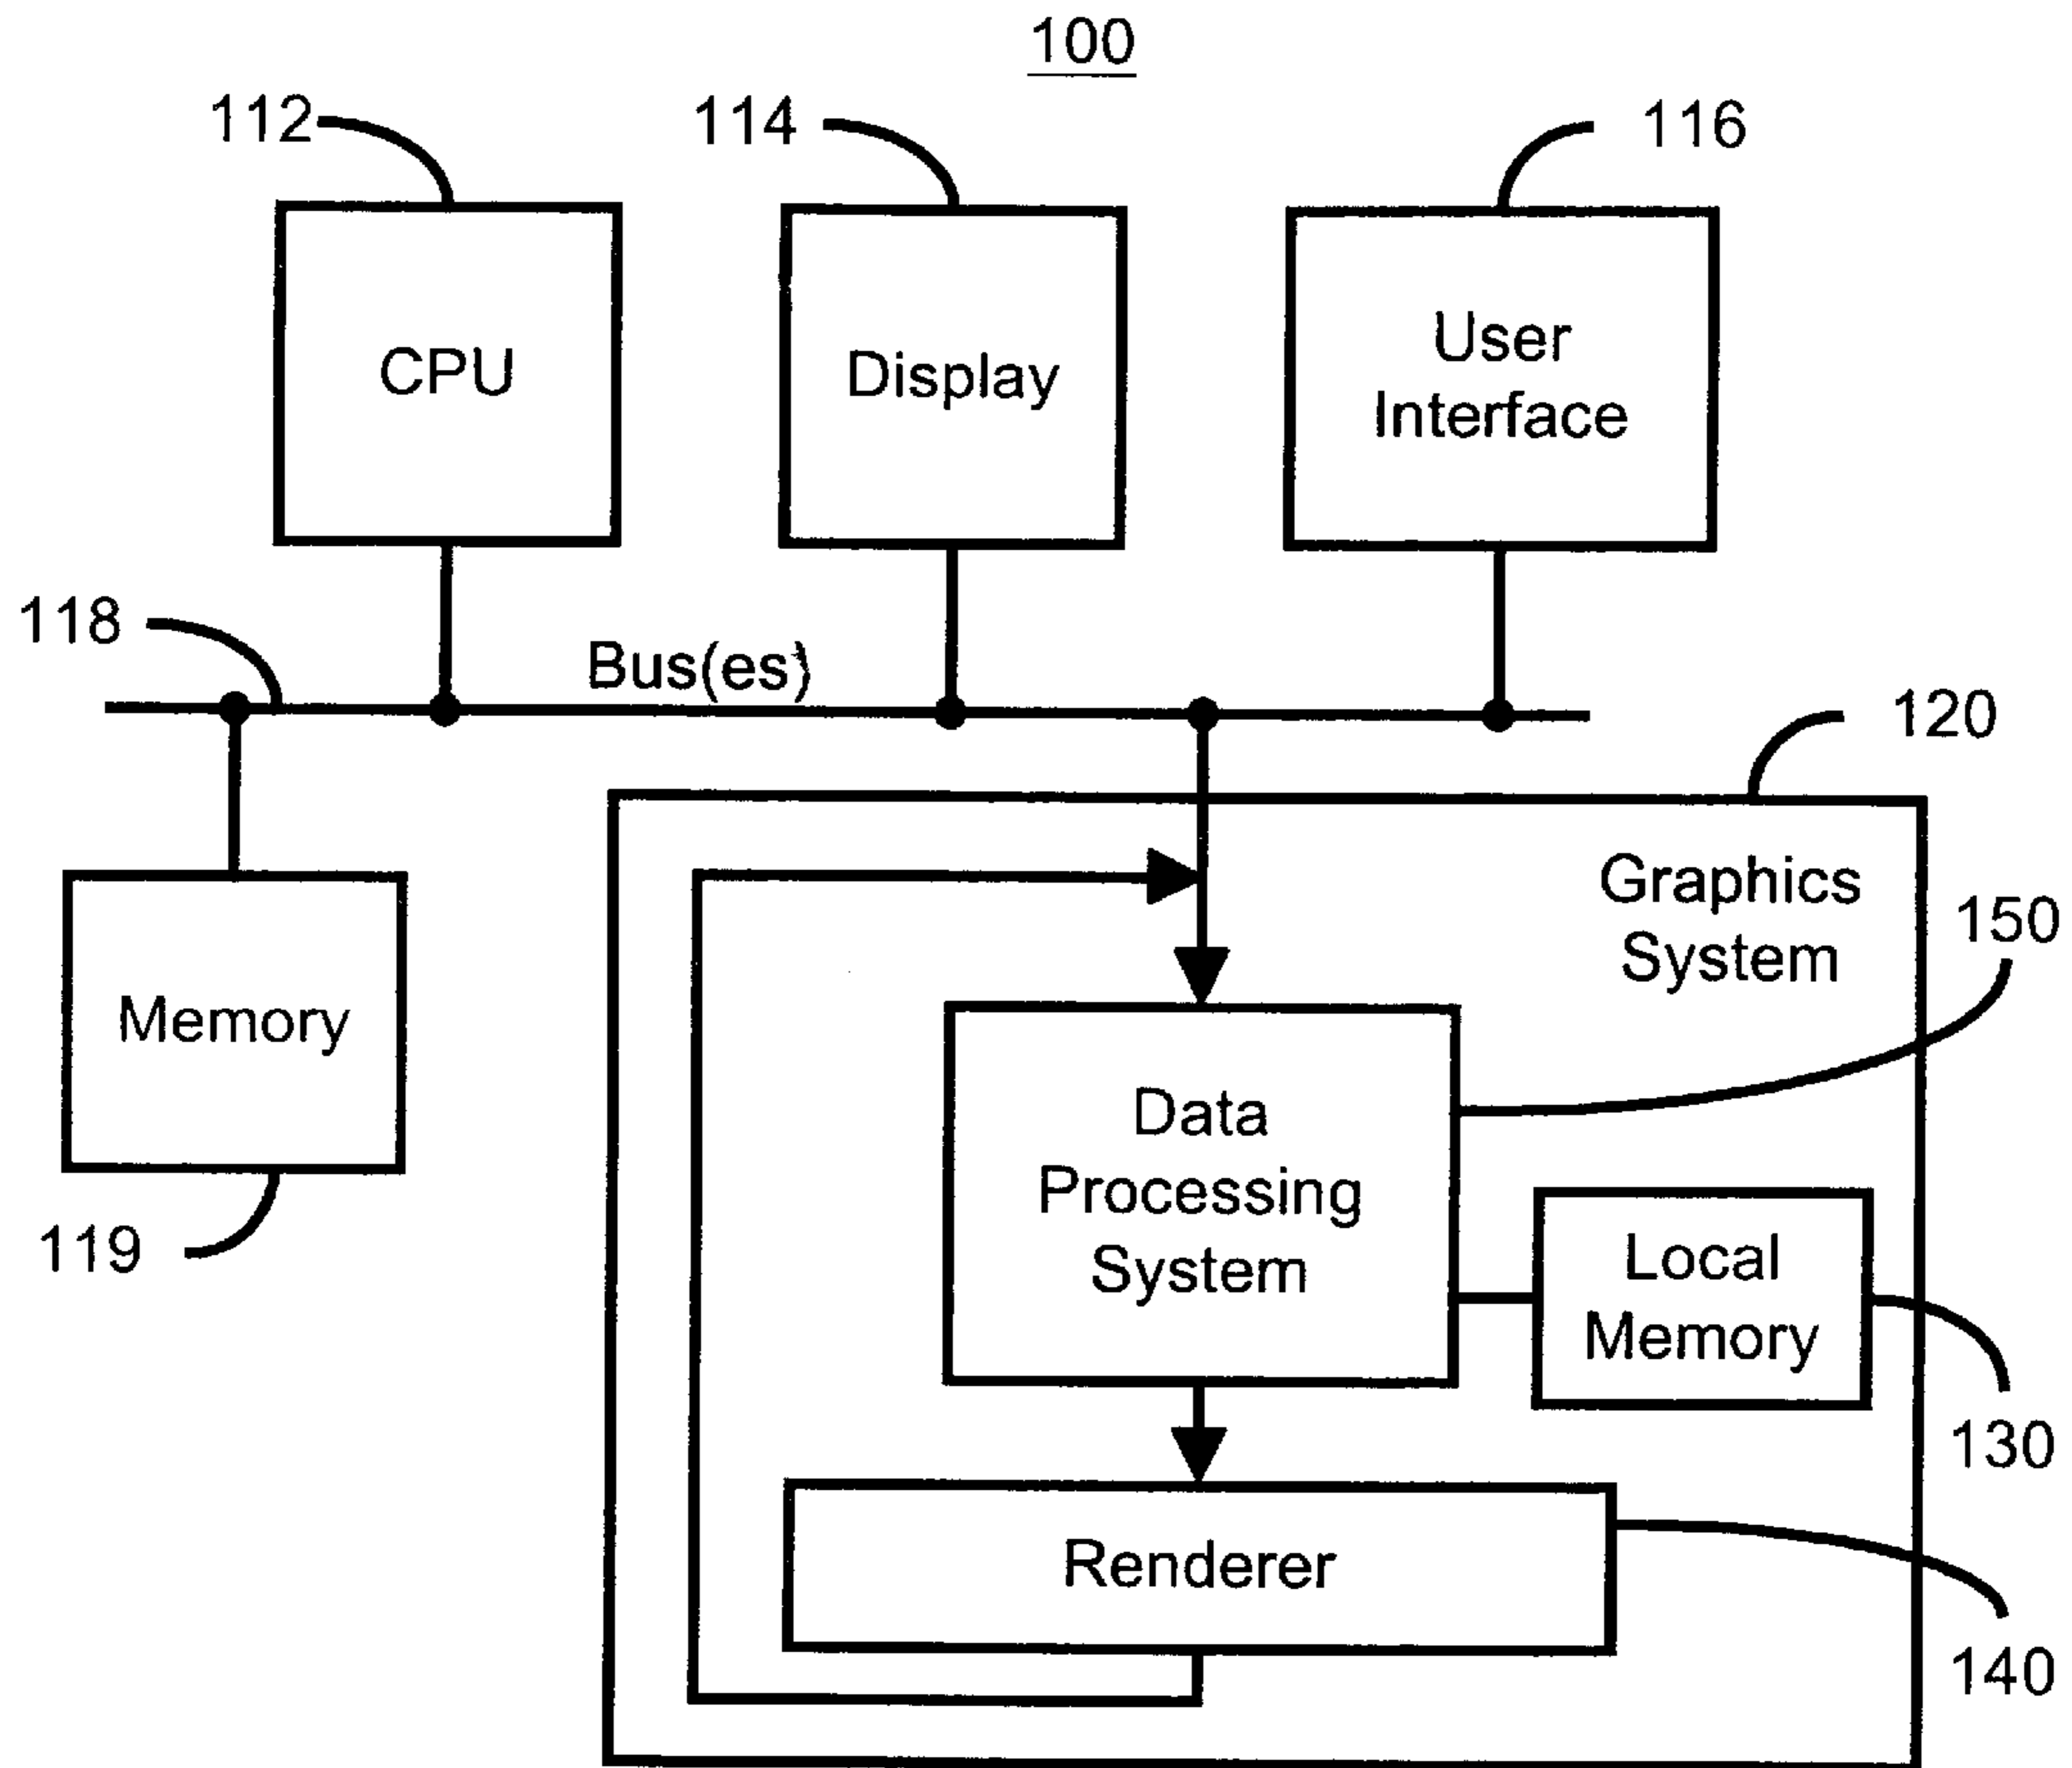 100
112
114
116
CPU
Display
User
Interface
118
Bus(es)
120
Graphics
System
150
Memory
119
Data
Processing
System
Local
Memory
130
Renderer
140